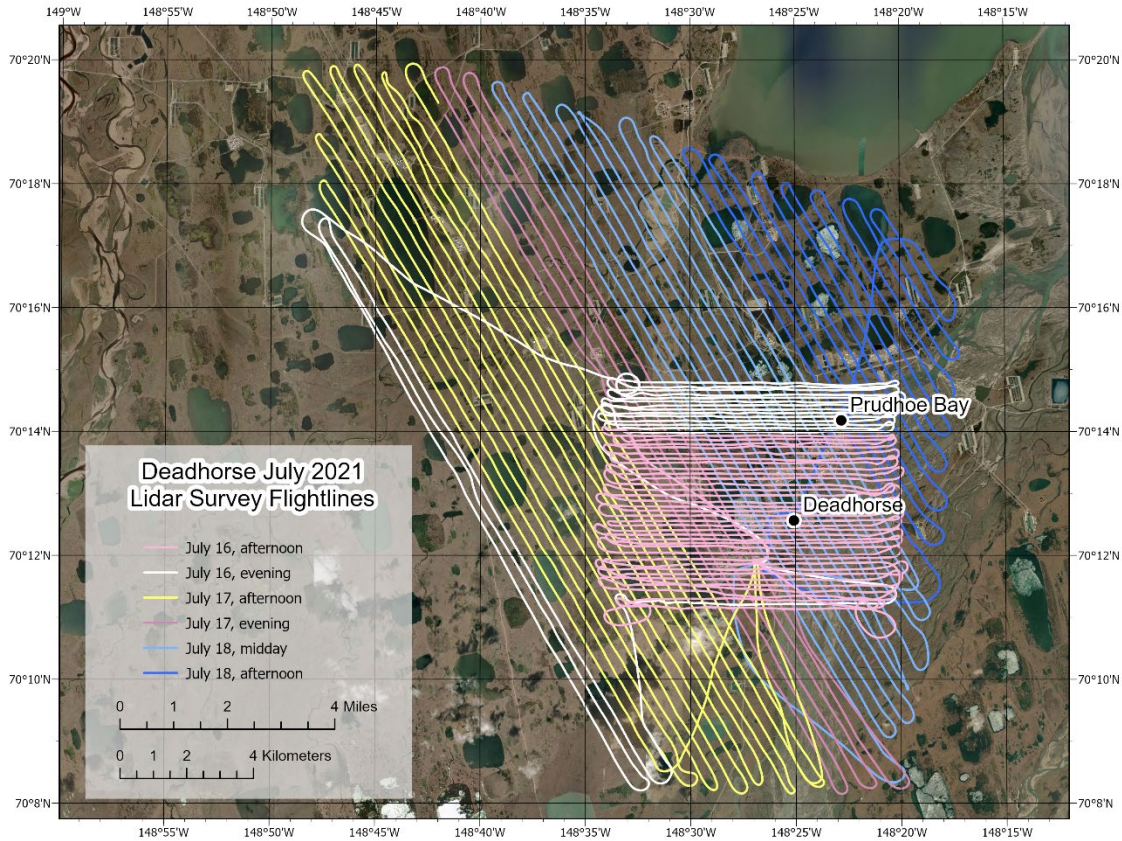 149°W 148°55'W 148°50'W 148°45'W 148°40'W 148°35'W 148°30'W 148°25'W 148°20'W 148°15'W
70°20'N 70°20'N
70°18'N 70°18'N
70°16'N 70°16'N
Prudhoe Bay
70°14'N 70°14'N
Deadhorse July 2021
Lidar Survey Flightlines
Deadhorse
July 16, afternoon
70°12'N 70°12'N
July 16, evening
July 17, afternoon
July 17, evening
July 18, midday
July 18, afternoon
70°10'N 70°10'N
0 1 2 4 Miles
0 1 2 4 Kilometers
70°8'N 70°8'N
148°55'W 148°50'W 148°45'W 148°40'W 148°35'W 148°30'W 148°25'W 148°20'W 148°15'W